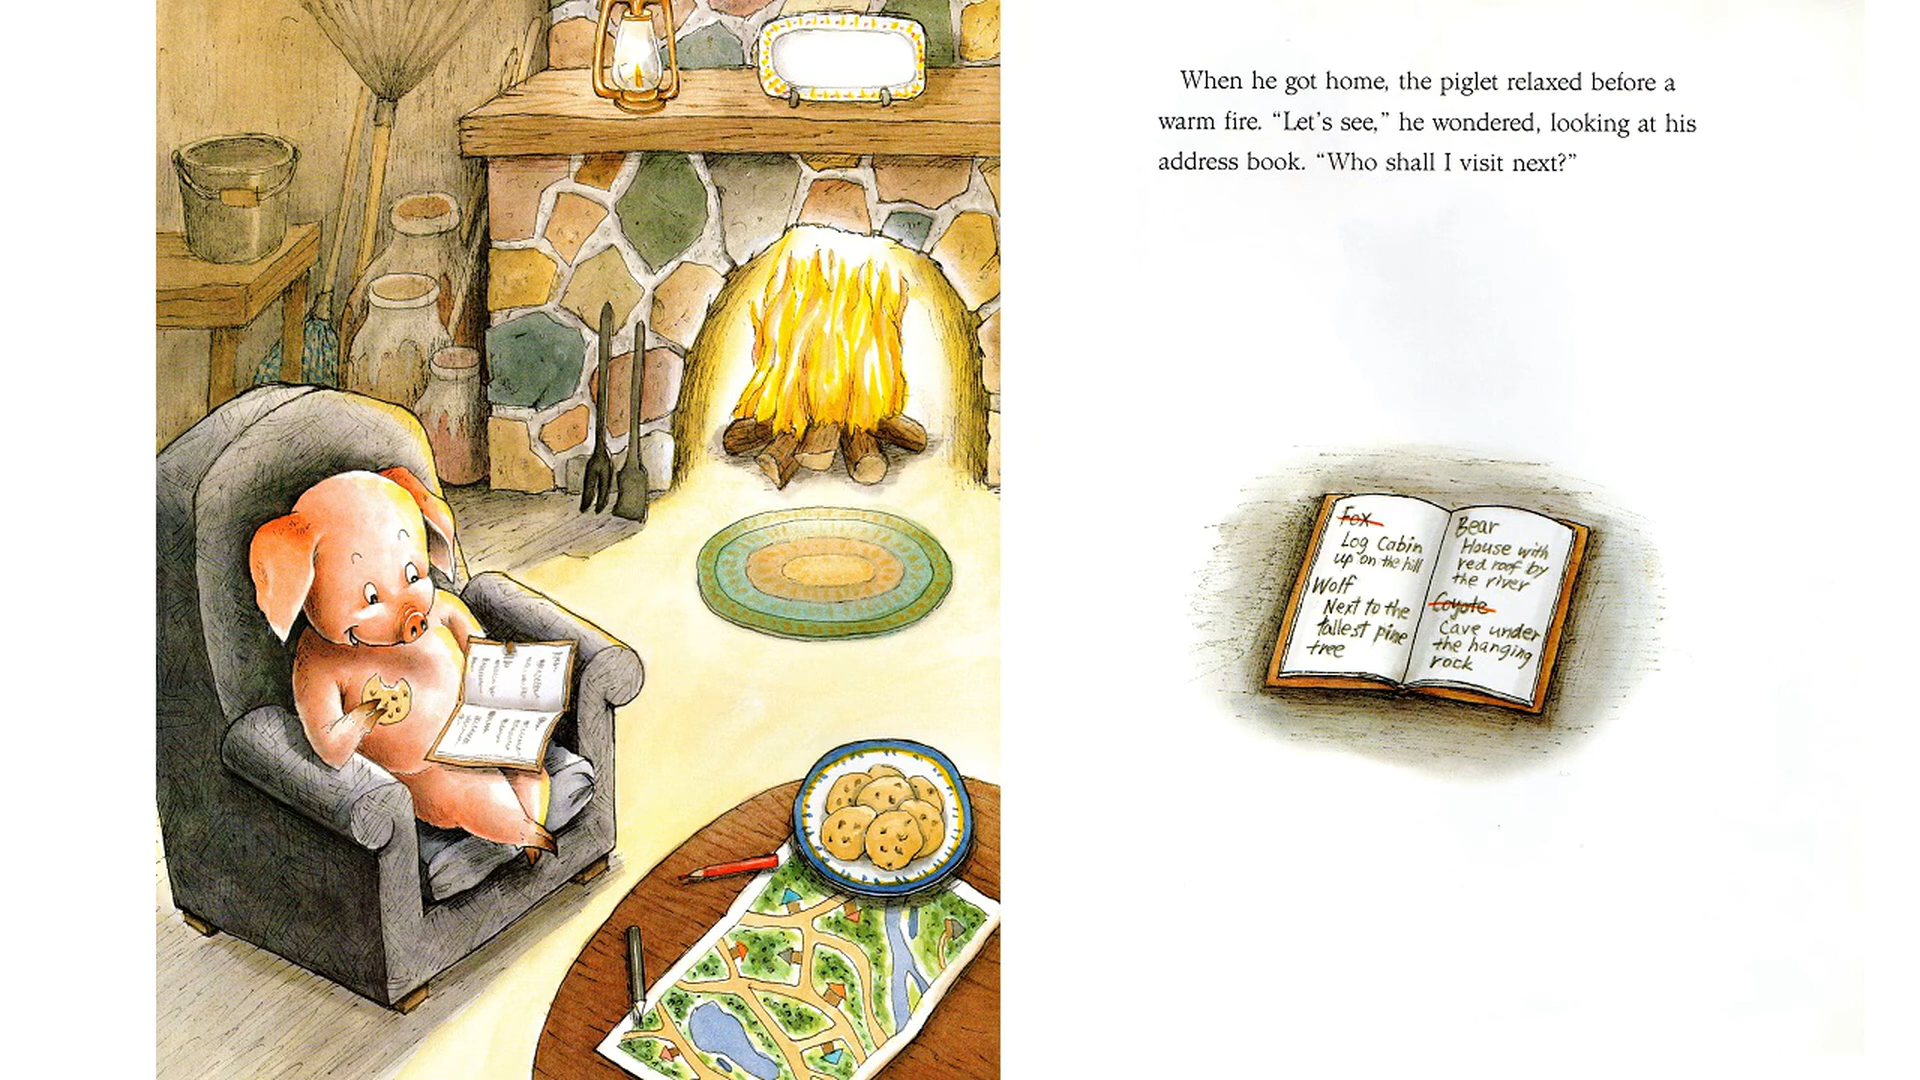 When he got home, the piglet relaxed before a
warm fire. “Let’s see,” he wondered, looking at his
address book. “Who shall I visit next?”
Fox
Log Cabin
up on the hill
Wolf
Next to the
tallest pine
tree
Bear
House with
red roof by
the river
Coyote
Cave under
the hanging
rock